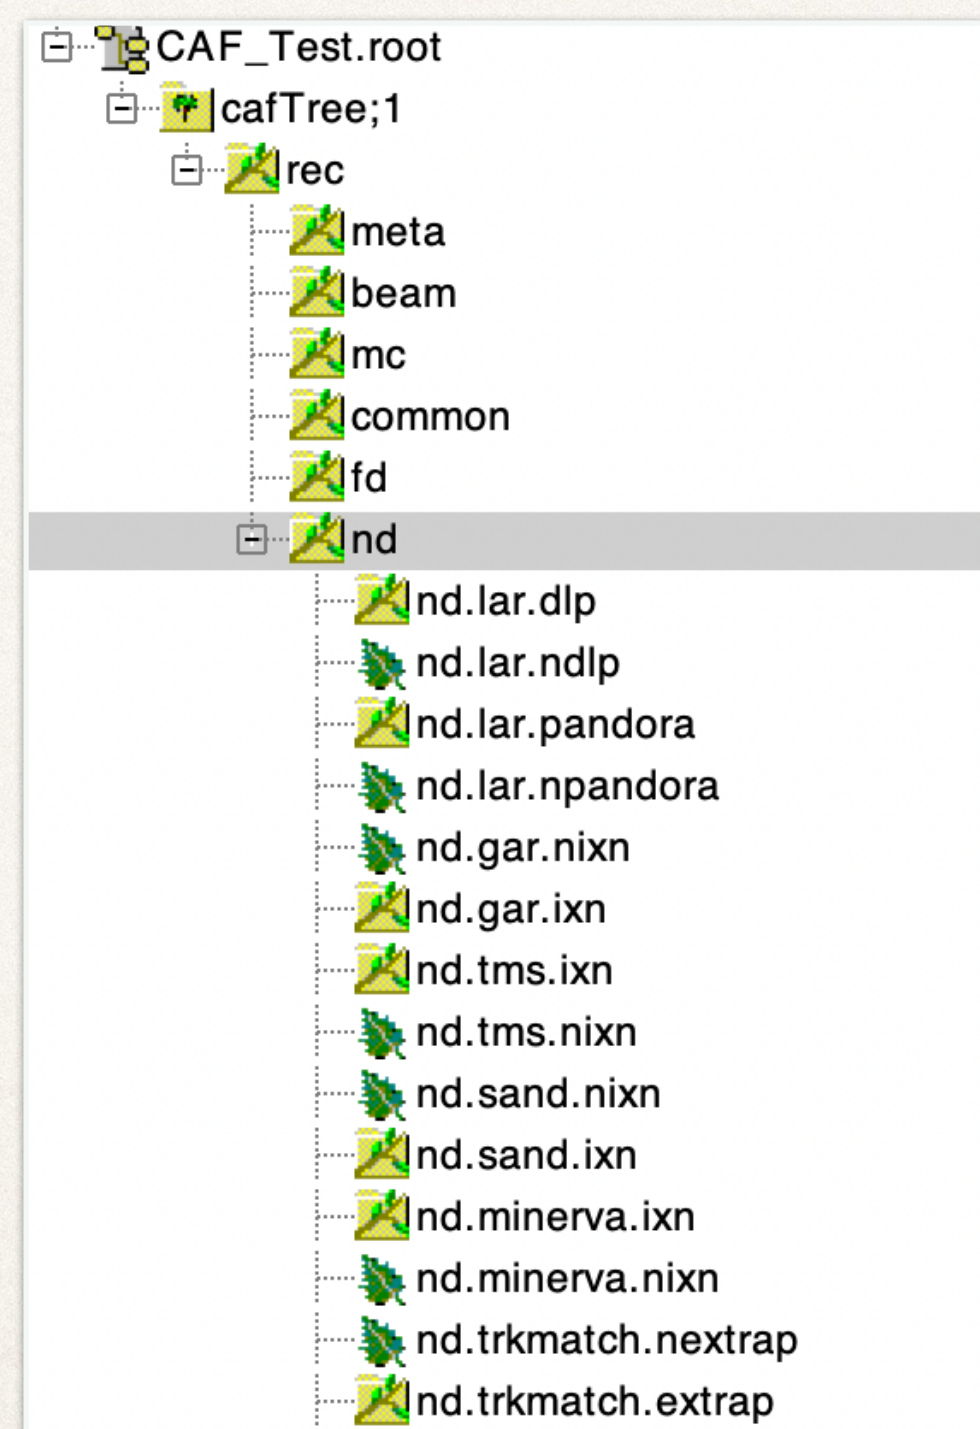 CAF_Test.root
cafTree;1
rec
meta
beam
mc
common
fd
nd
nd.lar.dlp
nd.lar.ndlp
nd.lar.pandora
nd.lar.npandora
nd.gar.nixn
nd.gar.ixn
nd.tms.ixn
nd.tms.nixn
nd.sand.nixn
nd.sand.ixn
nd.minerva.ixn
nd.minerva.nixn
nd.trkmatch.nextrap
nd.trkmatch.extrap